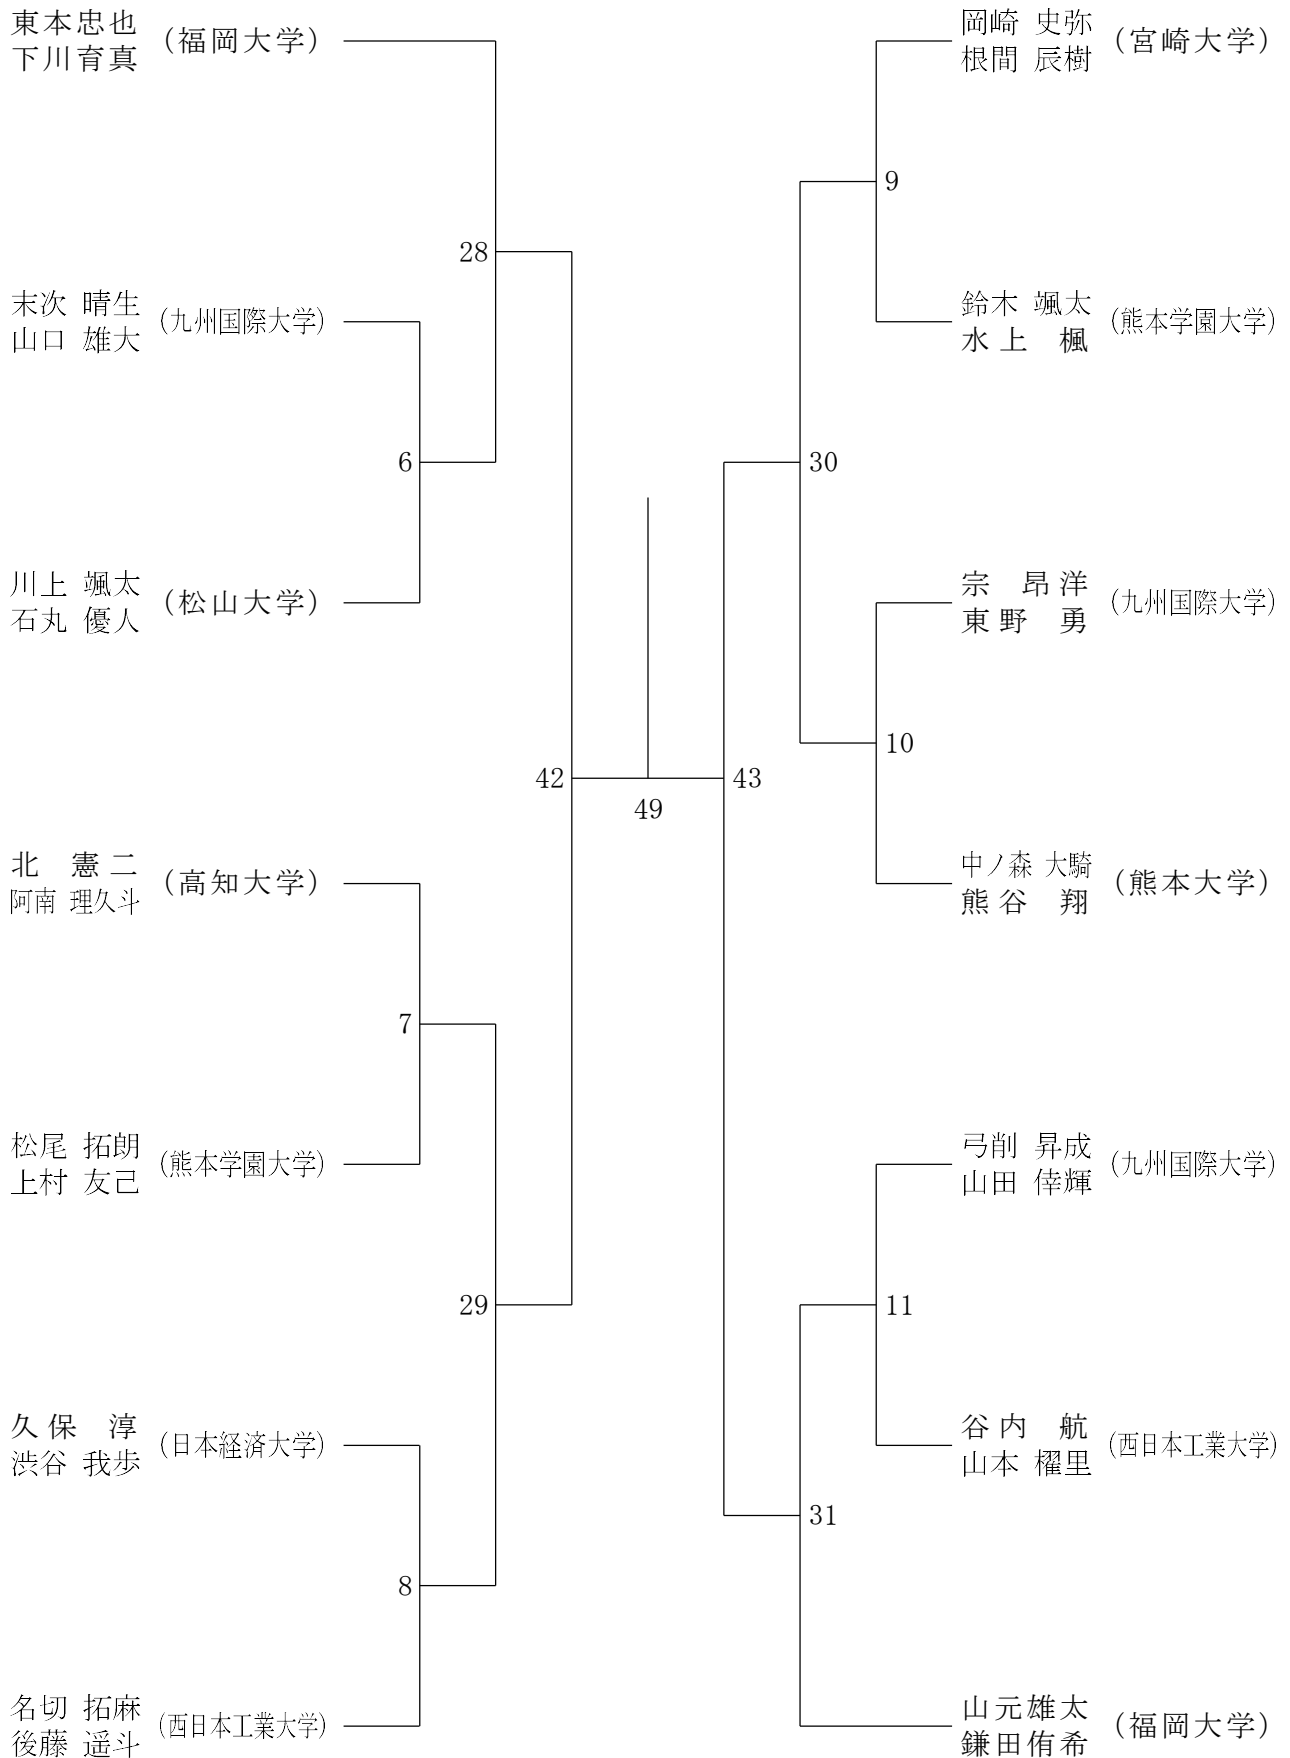 東本忠也
下川育真
（福岡大学）
末次 晴生
山口 雄大
（九州国際大学）
川上 颯太
石丸 優人
（松山大学）
北 憲二
阿南 理久斗
（高知大学）
松尾 拓朗
上村 友己
（熊本学園大学）
久保 淳
渋谷 我歩
（日本経済大学）
名切 拓麻
後藤 遥斗
（西日本工業大学）
28
6
7
29
8
42
49
43
9
30
10
11
31
岡崎 史弥
根間 辰樹
（宮崎大学）
鈴木 颯太
水上 楓
（熊本学園大学）
宗 昂洋
東野 勇
（九州国際大学）
中ノ森 大騎
熊谷 翔
（熊本大学）
弓削 昇成
山田 倖輝
（九州国際大学）
谷内 航
山本 櫂里
（西日本工業大学）
山元雄太
鎌田侑希
（福岡大学）